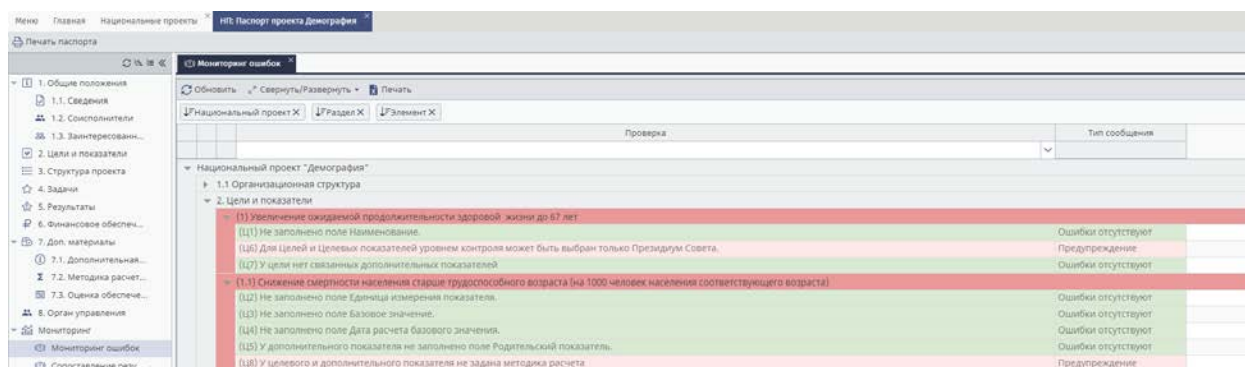 Меню Главная Национальные проекты НП: Паспорт проекта Демография
Печать паспорта
Мониторинг ошибок
1. Общие положения
1.1. Сведения
1.2. Соисполнители
1.3. Заинтересованн...
2. Цели и показатели
3. Структура проекта
4. Задачи
5. Результаты
6. Финансовое обеспеч...
7. Доп. материалы
7.1. Дополнительная...
7.2. Методика расчет...
7.3. Оценка обеспече...
8. Орган управления
Мониторинг
Мониторинг ошибок
Сопоставление резу...
Обновить Свернуть/Развернуть Печать
Национальный проект X Раздел X Элемент X
Проверка Тип сообщения
Национальный проект "Демография"
1.1 Организационная структура
2. Цели и показатели
(1) Увеличение ожидаемой продолжительности здоровой жизни до 67 лет
(Ц1) Не заполнено поле Наименование. Ошибки отсутствуют
(Ц6) Для Целей и Целевых показателей уровнем контроля может быть выбран только Президиум Совета. Предупреждение
(Ц7) У цели нет связанных дополнительных показателей Ошибки отсутствуют
(1.1) Снижение смертности населения старше трудоспособного возраста (на 1000 человек населения соответствующего возраста)
(Ц2) Не заполнено поле Единица измерения показателя. Ошибки отсутствуют
(Ц3) Не заполнено поле Базовое значение. Ошибки отсутствуют
(Ц4) Не заполнено поле Дата расчета базового значения. Ошибки отсутствуют
(Ц5) У дополнительного показателя не заполнено поле Родительский показатель. Ошибки отсутствуют
(Ц8) У целевого и дополнительного показателя не задана методика расчета Предупреждение